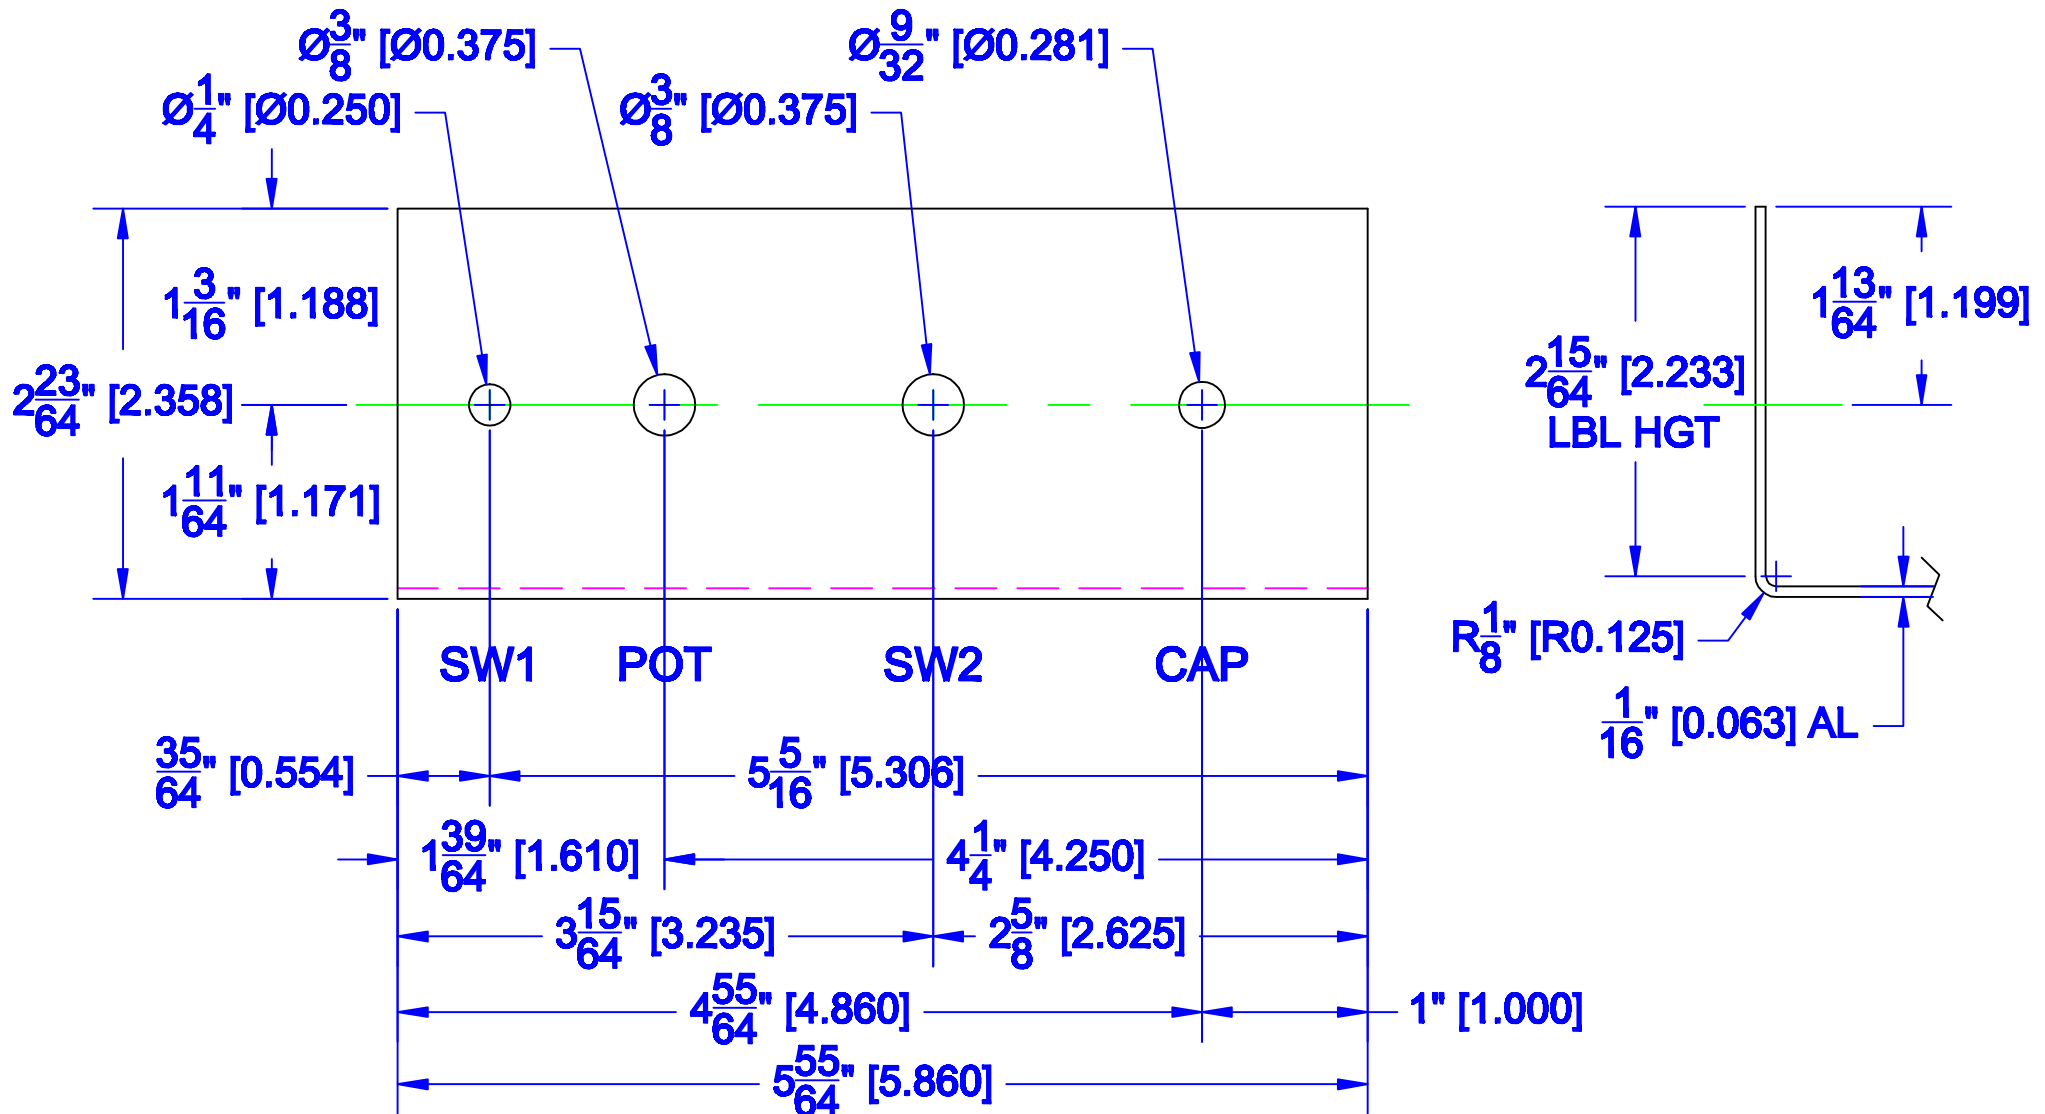 Ø3/8" [Ø0.375]
Ø9/32" [Ø0.281]
Ø1/4" [Ø0.250]
Ø3/8" [Ø0.375]
1 3/16" [1.188]
1 13/64" [1.199]
2 23/64" [2.358]
2 15/64" [2.233]
LBL HGT
1 11/64" [1.171]
R1/8" [R0.125]
SW1 POT SW2 CAP
1/16" [0.063] AL
35/64" [0.554]
5 5/16" [5.306]
1 39/64" [1.610]
4 1/4" [4.250]
3 15/64" [3.235]
2 5/8" [2.625]
4 55/64" [4.860]
1" [1.000]
5 55/64" [5.860]